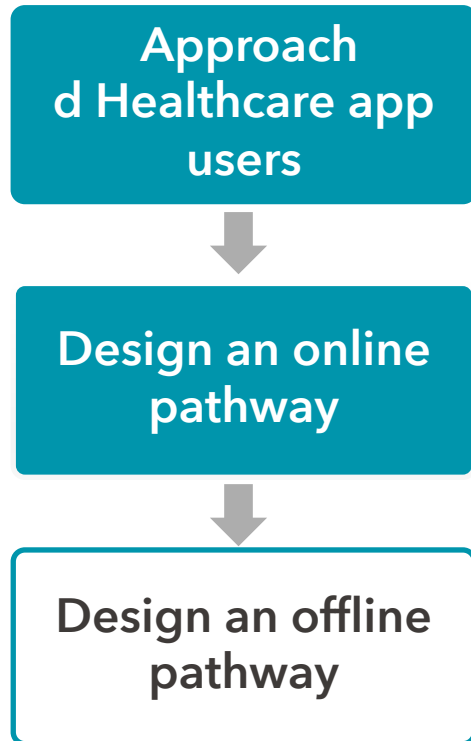 Approach
d Healthcare app
users
Design an online
pathway
Design an offline
pathway